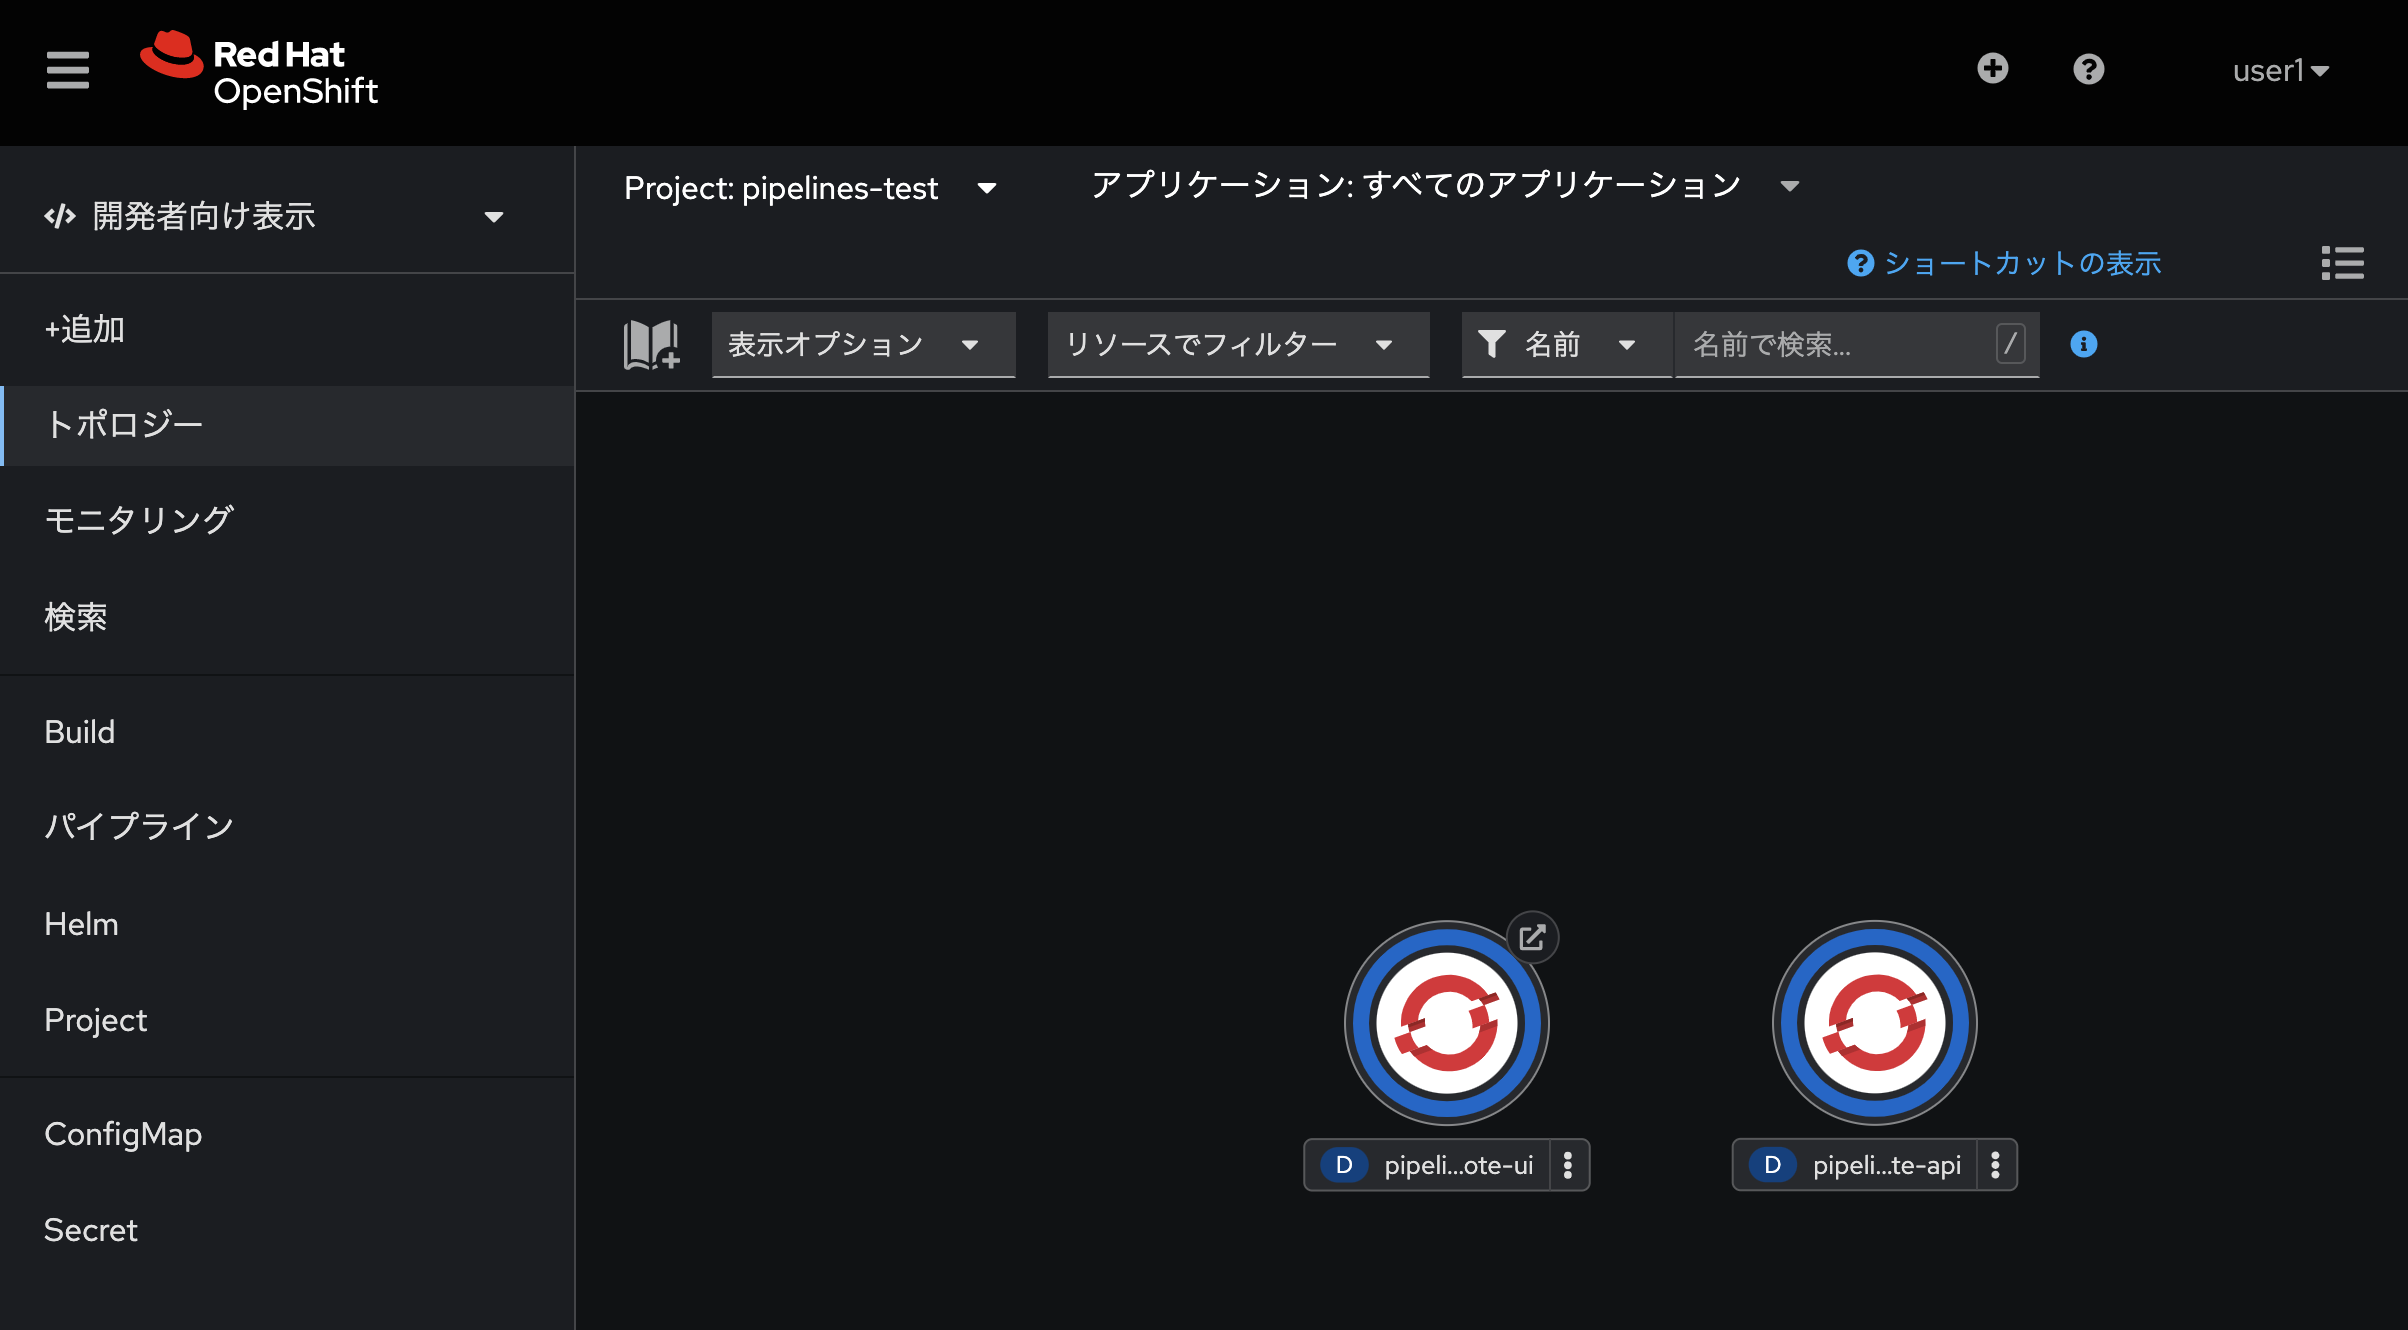 Red Hat
OpenShift
user1
開発者向け表示
+追加
トポロジー
モニタリング
検索
Build
パイプライン
Helm
Project
ConfigMap
Secret
Project: pipelines-test
アプリケーション: すべてのアプリケーション
ショートカットの表示
表示オプション
リソースでフィルター
名前
名前で検索...
/
D pipeli...ote-ui
D pipeli...te-api